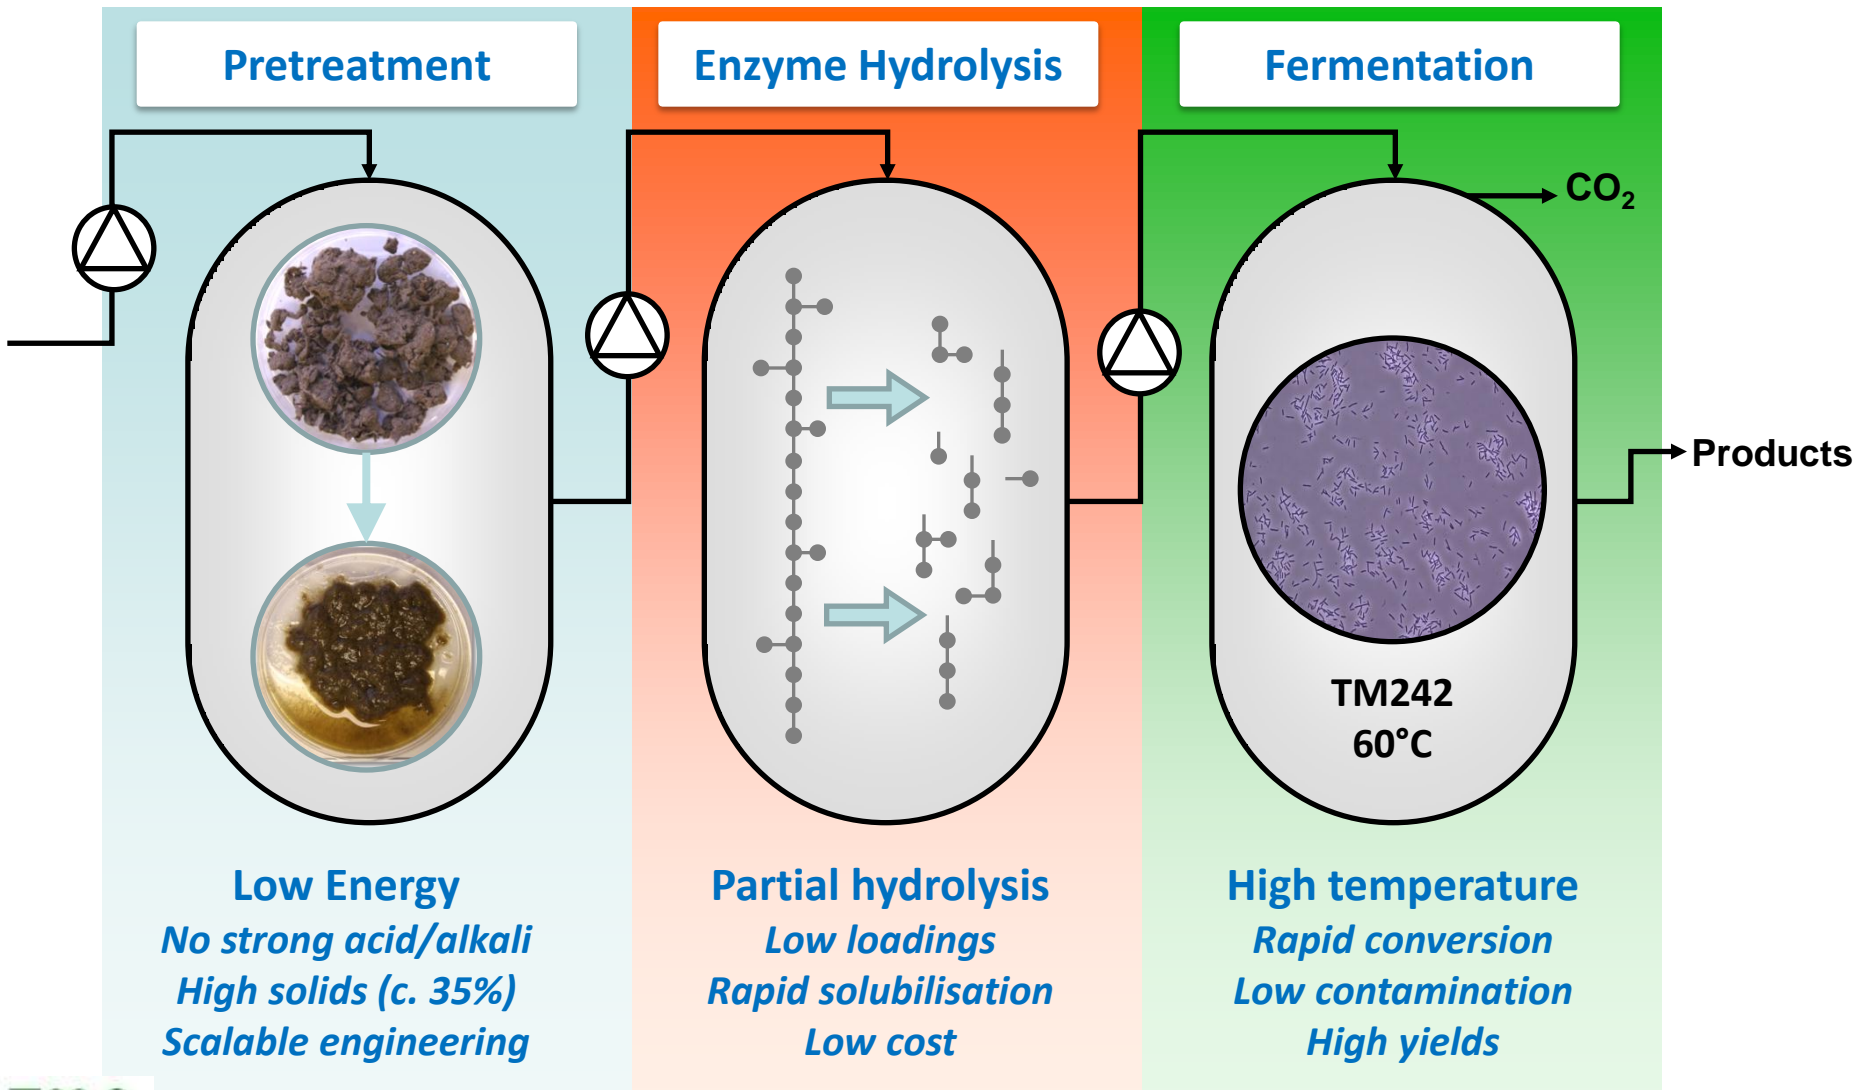 Pretreatment
Enzyme Hydrolysis
Fermentation
CO₂
Products
TM242
60°C
Low Energy
No strong acid/alkali
High solids (c. 35%)
Scalable engineering
Partial hydrolysis
Low loadings
Rapid solubilisation
Low cost
High temperature
Rapid conversion
Low contamination
High yields